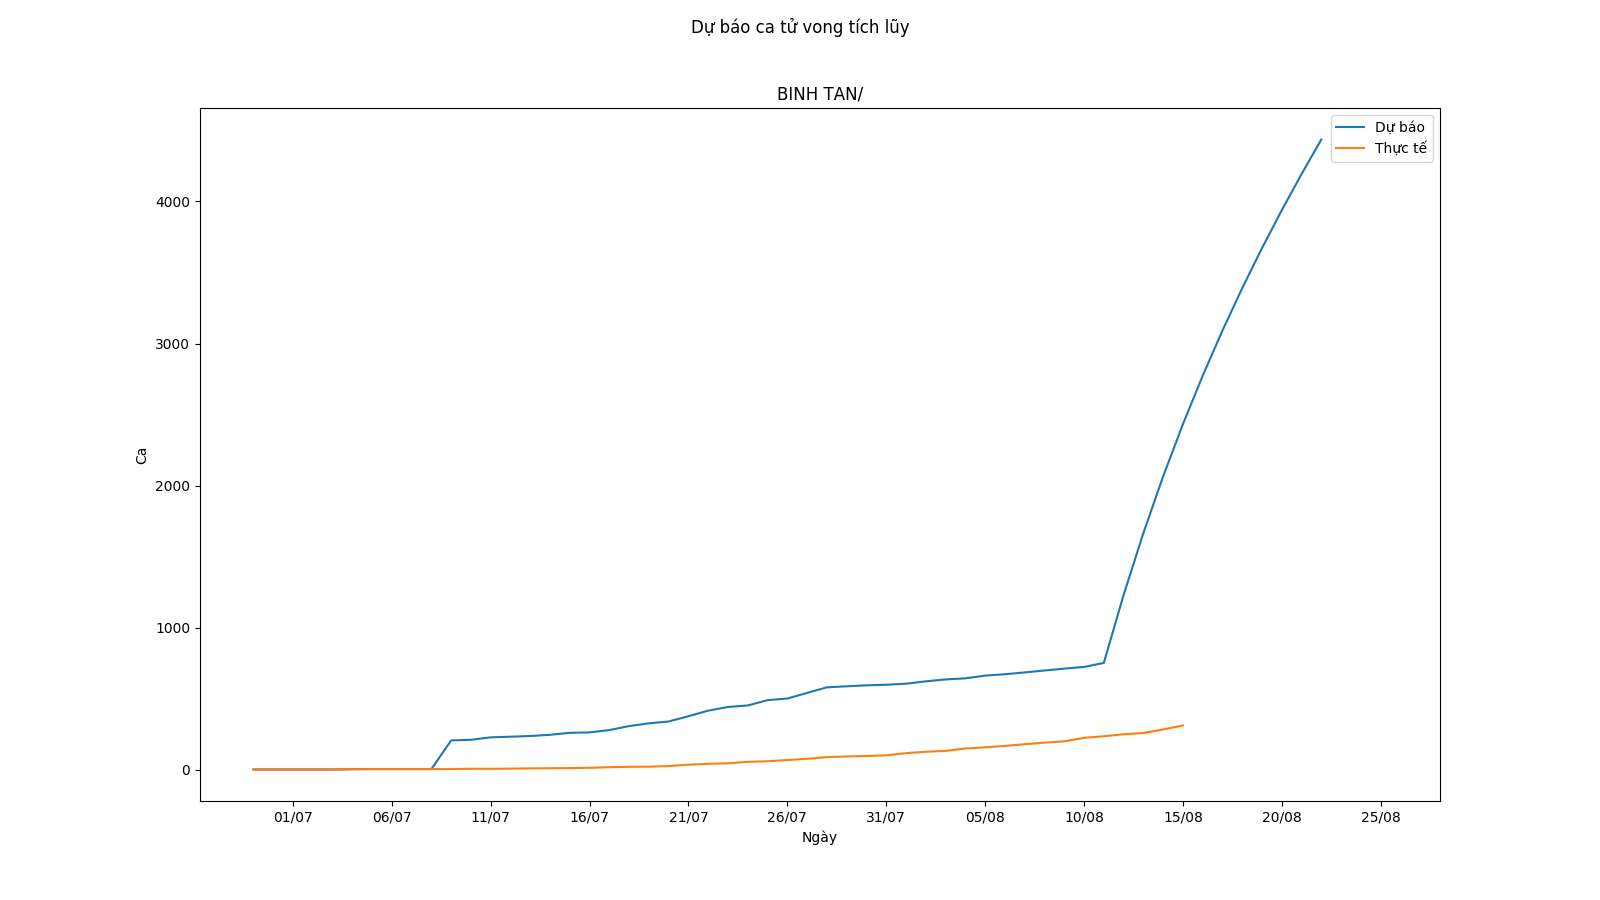 Dự báo ca tử vong tích lũy
BINH TAN/
Dự báo
Thực tế
4000
3000
2000
1000
0
Ca
01/07 06/07 11/07 16/07 21/07 26/07 31/07 05/08 10/08 15/08 20/08 25/08
Ngày